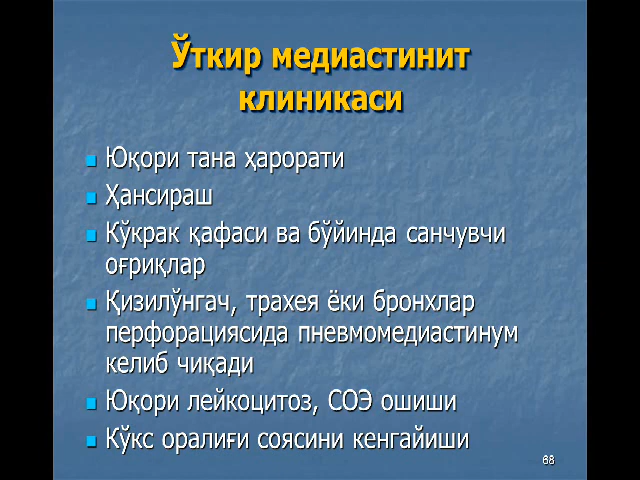 Ўткир медиастинит
клиникаси
Юқори тана ҳарорати
Ҳансираш
Кўкрак қафаси ва бўйинда санчувчи
оғриқлар
Қизилўнгач, трахея ёки бронхлар
перфорациясида пневмомедиастинум
келиб чиқади
Юқори лейкоцитоз, СОЭ ошиши
Кўкс оралиғи соясини кенгайиши
68